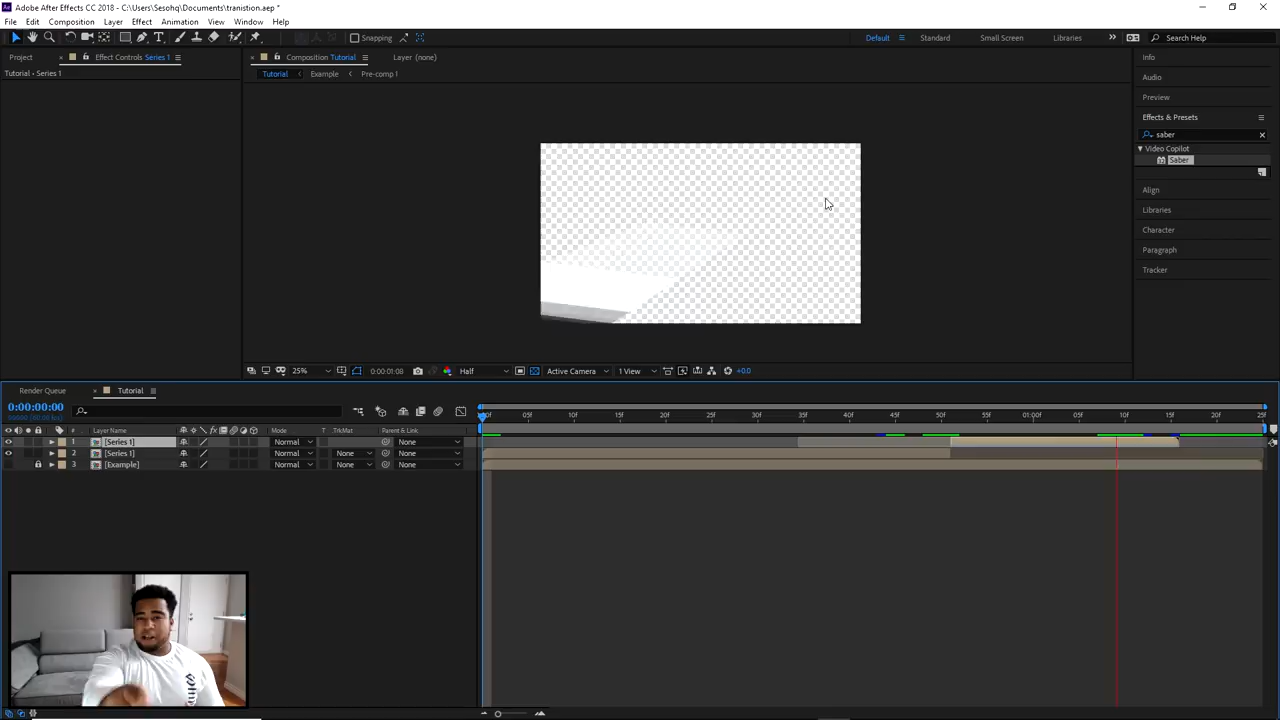 Adobe After Effects CC 2018 - C:\Users\Sesohq\Documents\tranistion.aep *
File Edit Composition Layer Effect Animation View Window Help
Snapping Default Standard Small Screen Libraries Search Help
Project Effect Controls Series 1 Composition Tutorial Layer (none) Info
Tutorial • Series 1 Tutorial Example Pre-comp 1 Audio
Preview
Effects & Presets
saber
Video Copilot
Saber
Align
Libraries
Character
Paragraph
Tracker
25% 0:00:01:08 Half Active Camera 1 View +0.0
Render Queue Tutorial
0:00:00:00
:00f 05f 10f 15f 20f 25f 30f 35f 40f 45f 50f 55f 01:00f 05f 10f 15f 20f 25f
# Layer Name Mode T TrkMat Parent & Link
1 [Series 1] Normal None
2 [Series 1] Normal None None
3 [Example] Normal None None